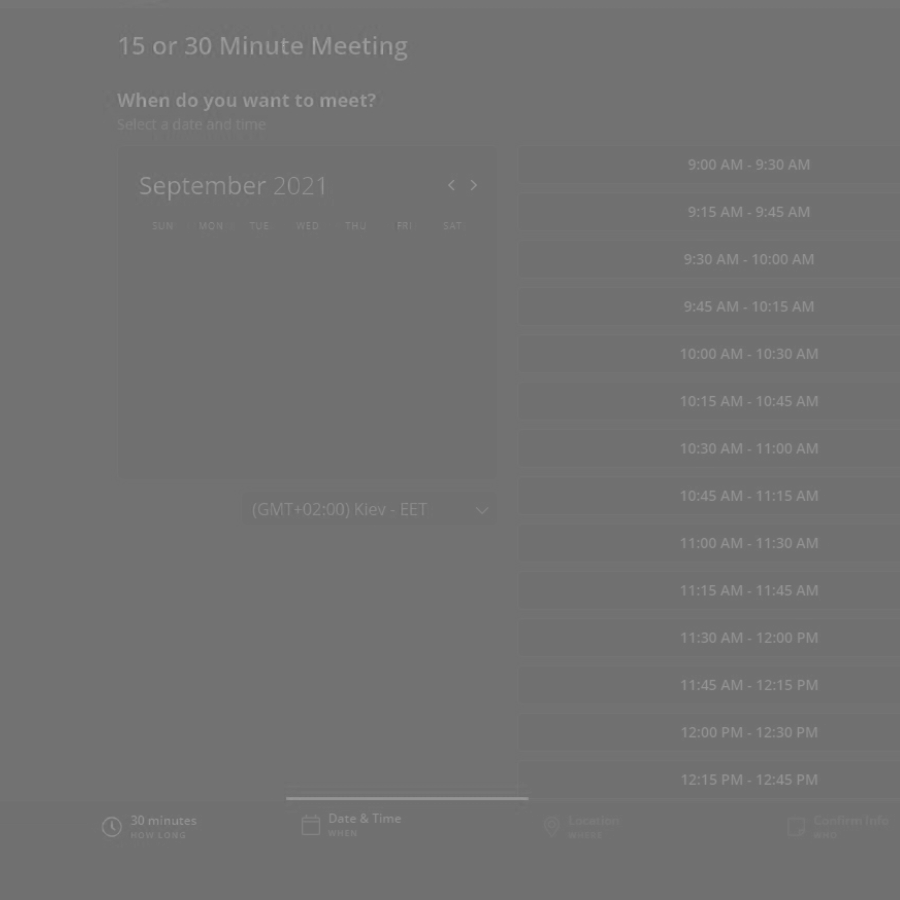 15 or 30 Minute Meeting
When do you want to meet?
Select a date and time
September 2021
SUN MON TUE WED THU FRI SAT
(GMT+02:00) Kiev - EET
9:00 AM - 9:30 AM
9:15 AM - 9:45 AM
9:30 AM - 10:00 AM
9:45 AM - 10:15 AM
10:00 AM - 10:30 AM
10:15 AM - 10:45 AM
10:30 AM - 11:00 AM
10:45 AM - 11:15 AM
11:00 AM - 11:30 AM
11:15 AM - 11:45 AM
11:30 AM - 12:00 PM
11:45 AM - 12:15 PM
12:00 PM - 12:30 PM
12:15 PM - 12:45 PM
30 minutes
HOW LONG
Date & Time
WHEN
Location
WHERE
Confirm Info
WHO